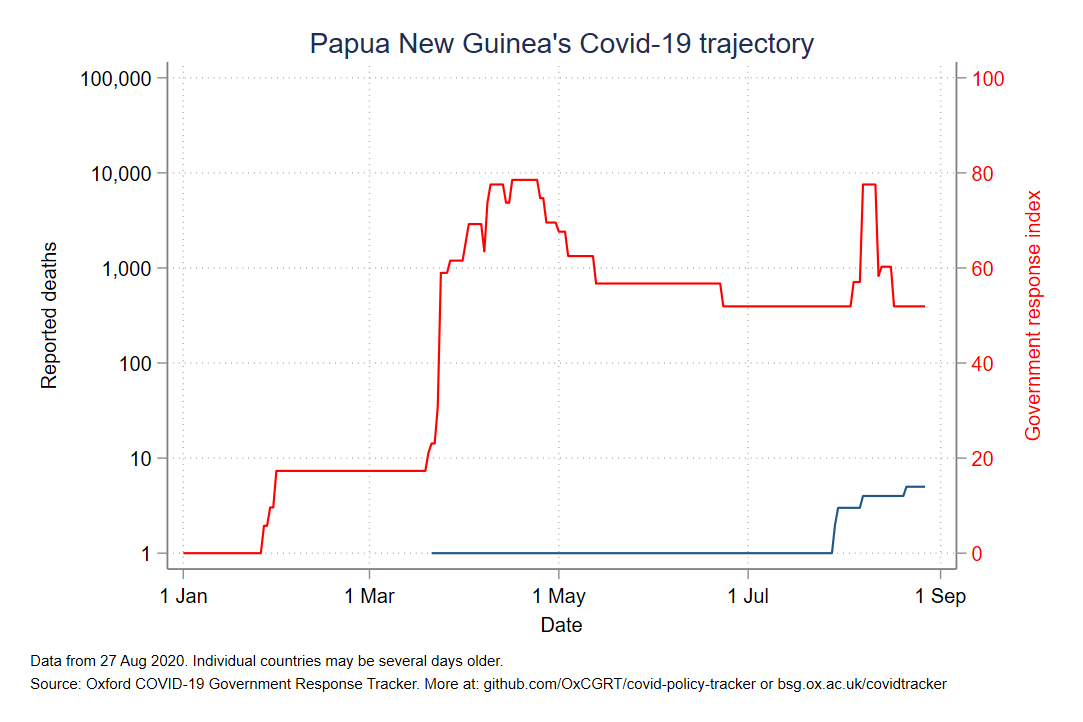 Papua New Guinea's Covid-19 trajectory
100,000
10,000
1,000
100
10
1
Reported deaths
100
80
60
40
20
0
Government response index
1 Jan
1 Mar
1 May
1 Jul
1 Sep
Date
Data from 27 Aug 2020. Individual countries may be several days older.
Source: Oxford COVID-19 Government Response Tracker. More at: github.com/OxCGRT/covid-policy-tracker or bsg.ox.ac.uk/covidtracker